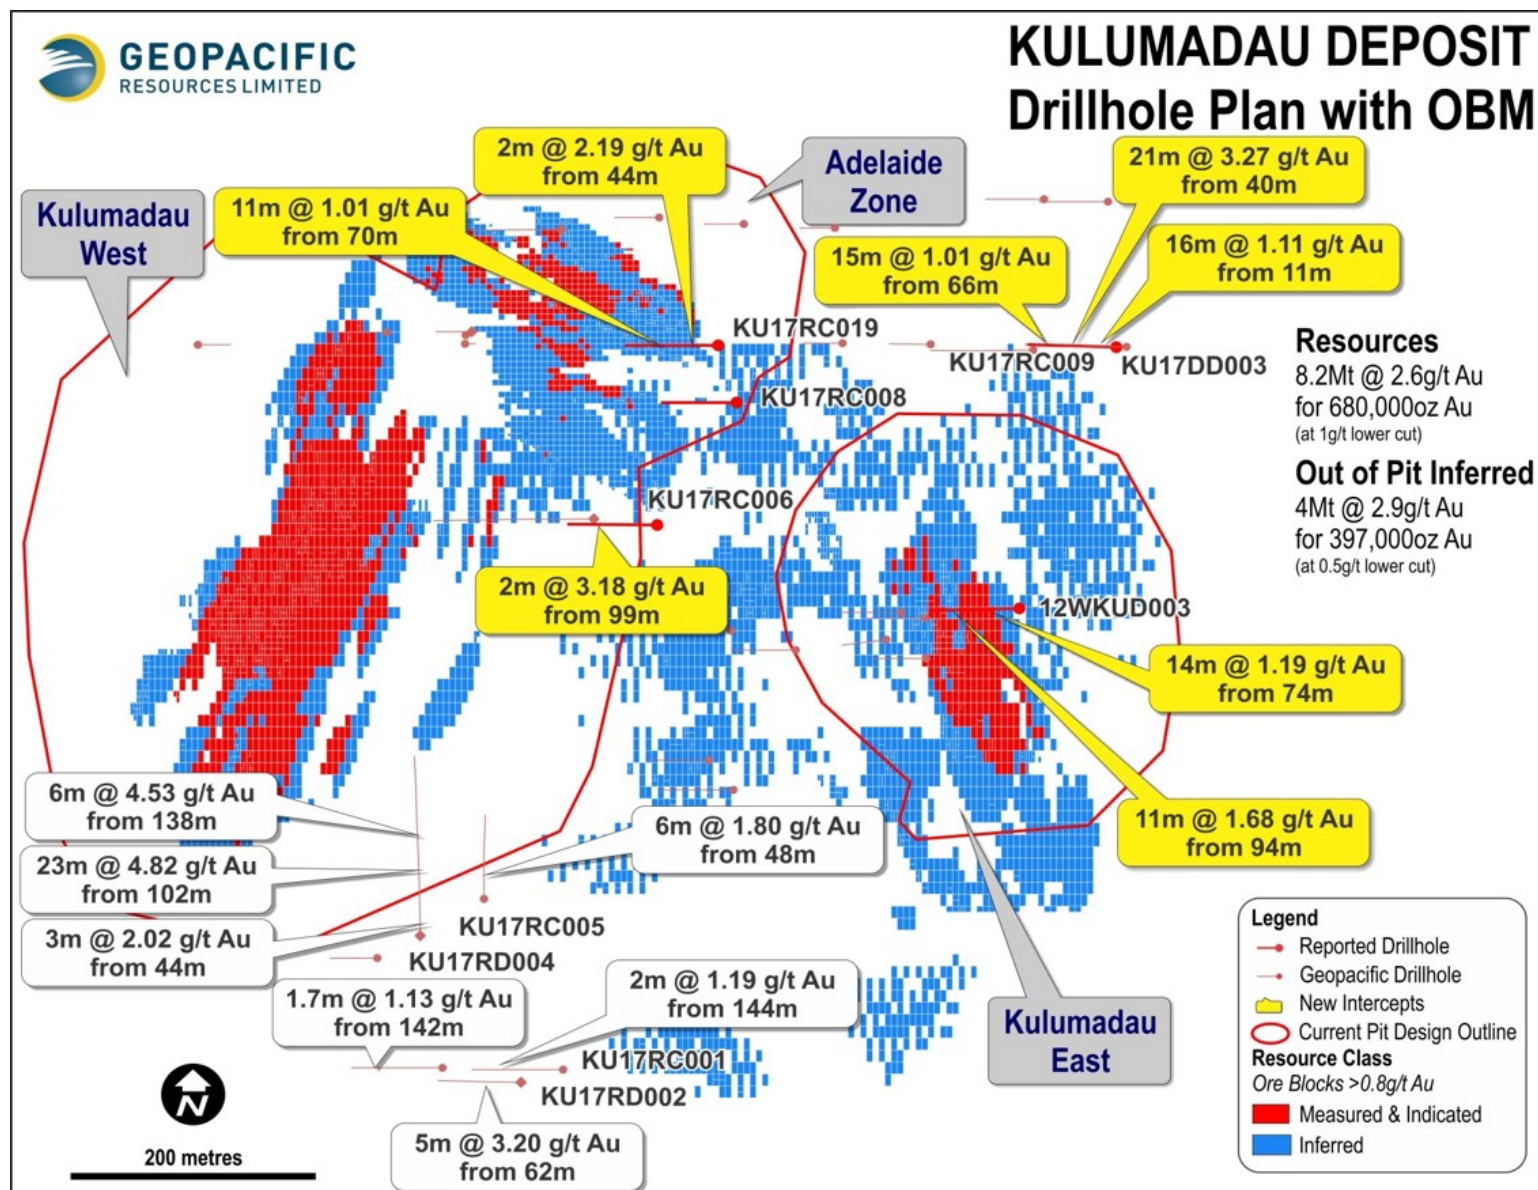 GEOPACIFIC
RESOURCES LIMITED
KULUMADAU DEPOSIT
Drillhole Plan with OBM
2m @ 2.19 g/t Au
from 44m
Adelaide
Zone
21m @ 3.27 g/t Au
from 40m
Kulumadau
West
11m @ 1.01 g/t Au
from 70m
15m @ 1.01 g/t Au
from 66m
16m @ 1.11 g/t Au
from 11m
KU17RC019
KU17RC009
KU17DD003
KU17RC008
Resources
8.2Mt @ 2.6g/t Au
for 680,000oz Au
(at 1g/t lower cut)
Out of Pit Inferred
4Mt @ 2.9g/t Au
for 397,000oz Au
(at 0.5g/t lower cut)
KU17RC006
2m @ 3.18 g/t Au
from 99m
12WKUD003
14m @ 1.19 g/t Au
from 74m
11m @ 1.68 g/t Au
from 94m
6m @ 4.53 g/t Au
from 138m
23m @ 4.82 g/t Au
from 102m
3m @ 2.02 g/t Au
from 44m
6m @ 1.80 g/t Au
from 48m
KU17RC005
KU17RD004
1.7m @ 1.13 g/t Au
from 142m
2m @ 1.19 g/t Au
from 144m
KU17RC001
KU17RD002
5m @ 3.20 g/t Au
from 62m
Kulumadau
East
N
200 metres
Legend
Reported Drillhole
Geopacific Drillhole
New Intercepts
Current Pit Design Outline
Resource Class
Ore Blocks >0.8g/t Au
Measured & Indicated
Inferred